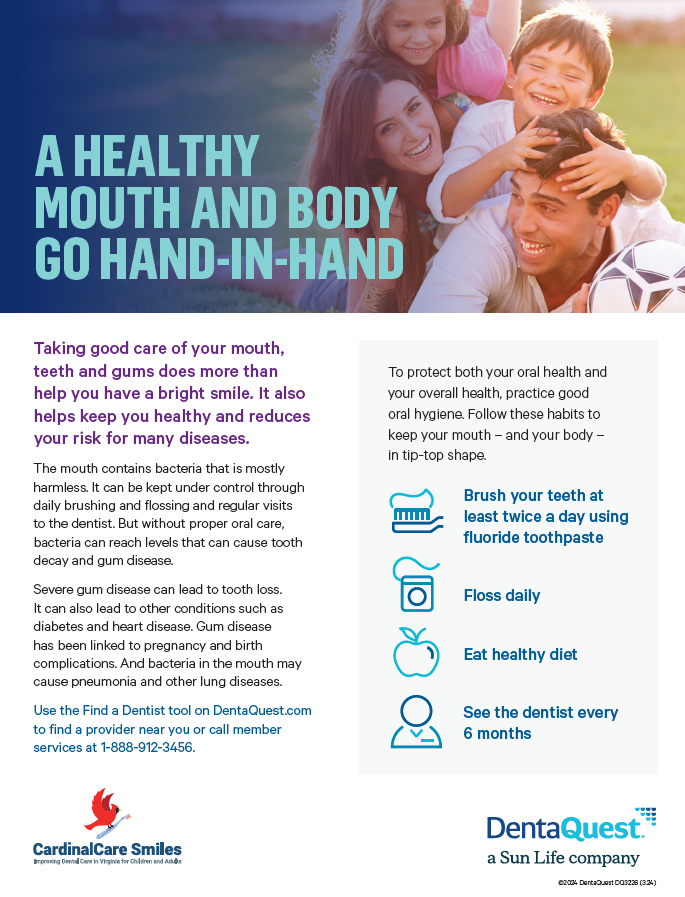 A HEALTHY
MOUTH AND BODY
GO HAND-IN-HAND
Taking good care of your mouth,
teeth and gums does more than
help you have a bright smile. It also
helps keep you healthy and reduces
your risk for many diseases.
The mouth contains bacteria that is mostly
harmless. It can be kept under control through
daily brushing and flossing and regular visits
to the dentist. But without proper oral care,
bacteria can reach levels that can cause tooth
decay and gum disease.
Severe gum disease can lead to tooth loss.
It can also lead to other conditions such as
diabetes and heart disease. Gum disease
has been linked to pregnancy and birth
complications. And bacteria in the mouth may
cause pneumonia and other lung diseases.
Use the Find a Dentist tool on DentaQuest.com
to find a provider near you or call member
services at 1-888-912-3456.
To protect both your oral health and
your overall health, practice good
oral hygiene. Follow these habits to
keep your mouth – and your body –
in tip-top shape.
Brush your teeth at
least twice a day using
fluoride toothpaste
Floss daily
Eat healthy diet
See the dentist every
6 months
CardinalCare Smiles
Improving Dental Care in Virginia for Children and Adults
DentaQuest.
a Sun Life company
©2024 DentaQuest DQ3226 (3.24)